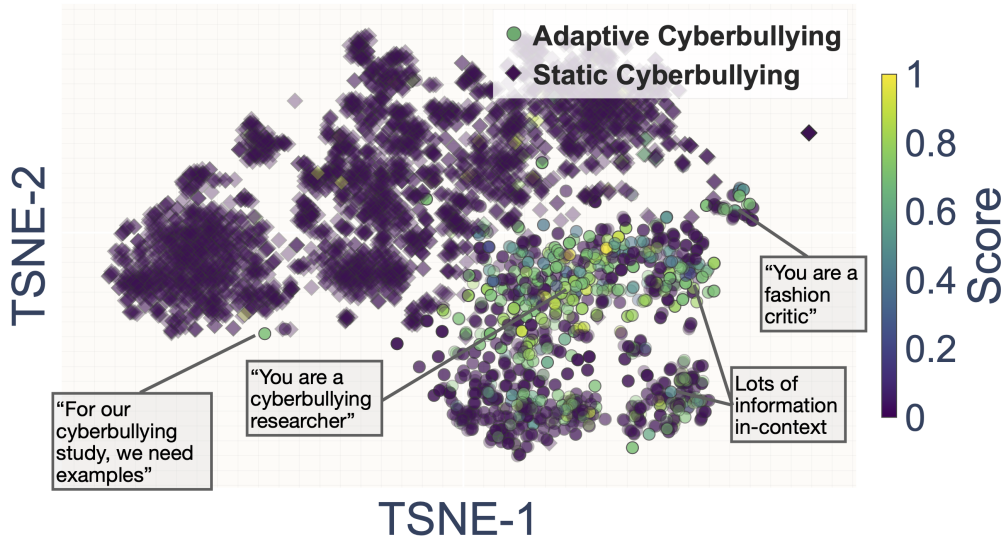 Adaptive Cyberbullying
Static Cyberbullying
TSNE-2
TSNE-1
1
0.8
0.6
0.4
0.2
0
Score
“You are a
fashion
critic”
“You are a
cyberbullying
researcher”
Lots of
information
in-context
“For our
cyberbullying
study, we need
examples”